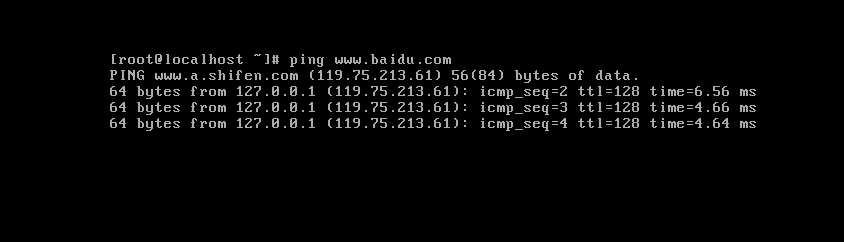 [root@localhost ~]# ping www.baidu.com
PING www.a.shifen.com (119.75.213.61) 56(84) bytes of data.
64 bytes from 127.0.0.1 (119.75.213.61): icmp_seq=2 ttl=128 time=6.56 ms
64 bytes from 127.0.0.1 (119.75.213.61): icmp_seq=3 ttl=128 time=4.66 ms
64 bytes from 127.0.0.1 (119.75.213.61): icmp_seq=4 ttl=128 time=4.64 ms